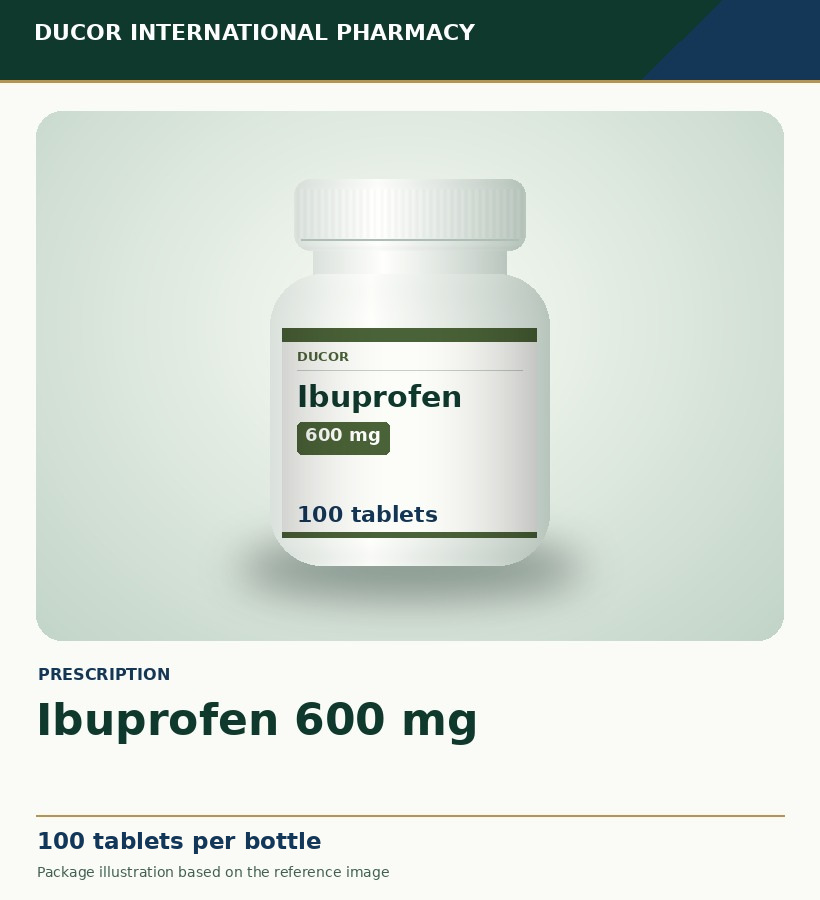 DUCOR INTERNATIONAL PHARMACY
DUCOR
Ibuprofen
600 mg
100 tablets
PRESCRIPTION
Ibuprofen 600 mg
100 tablets per bottle
Package illustration based on the reference image